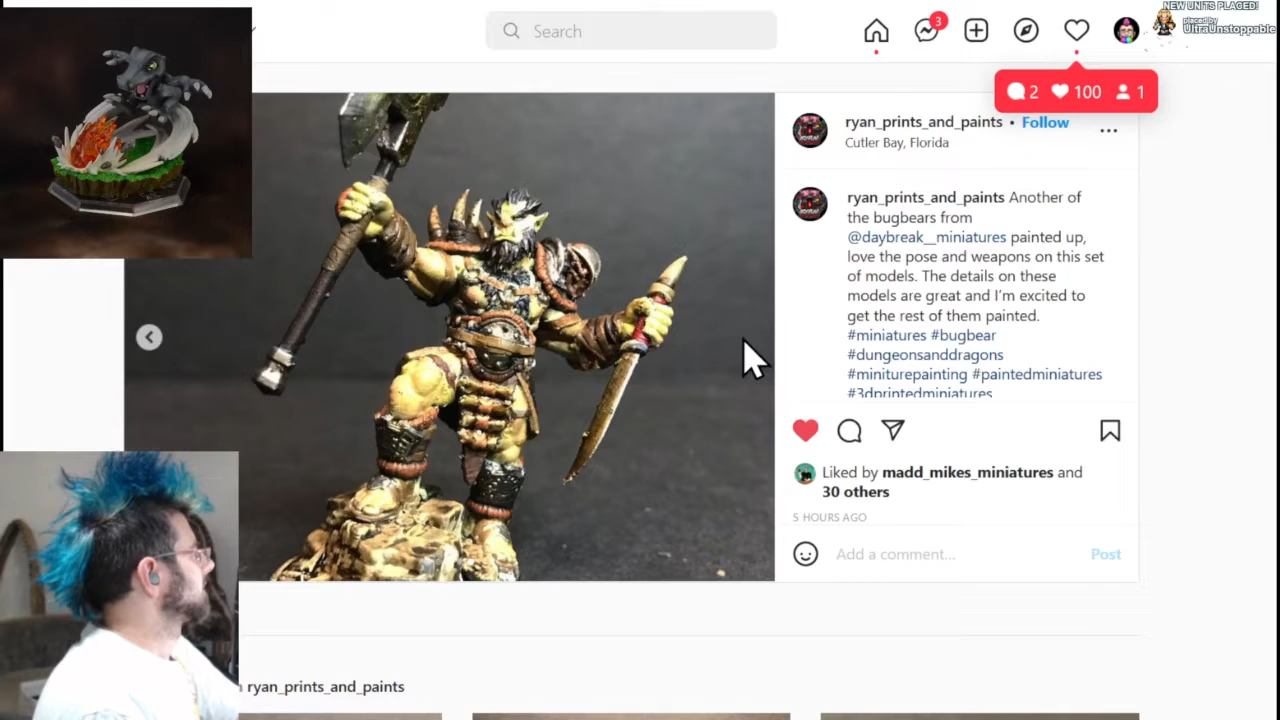 Search
3
NEW UNITS PLACED!
placed by
UltraUnstoppable
2 100 1
ryan_prints_and_paints • Follow
Cutler Bay, Florida
ryan_prints_and_paints Another of
the bugbears from
@daybreak__miniatures painted up,
love the pose and weapons on this set
of models. The details on these
models are great and I'm excited to
get the rest of them painted.
#miniatures #bugbear
#dungeonsanddragons
#miniturepainting #paintedminiatures
#3dprintedminiatures
Liked by madd_mikes_miniatures and
30 others
5 HOURS AGO
Add a comment... Post
ryan_prints_and_paints